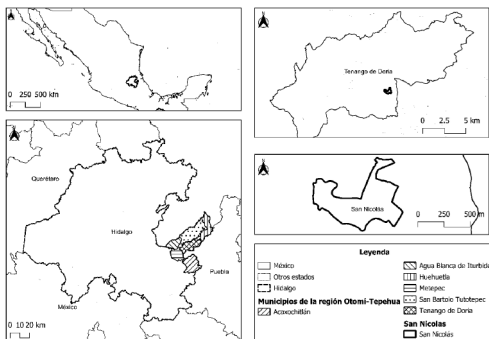 0 250 500 km
Tenango de Doria
0 2.5 5 km
Querétaro
Hidalgo
Puebla
México
0 10 20 km
San Nicolás
0 250 500 m
Leyenda
México
Otros estados
Hidalgo
Municipios de la región Otomí-Tepehua
Acaxochitlán
Agua Blanca de Iturbide
Huehuetla
Metepec
San Bartolo Tutotepec
Tenango de Doria
San Nicolas
San Nicolás